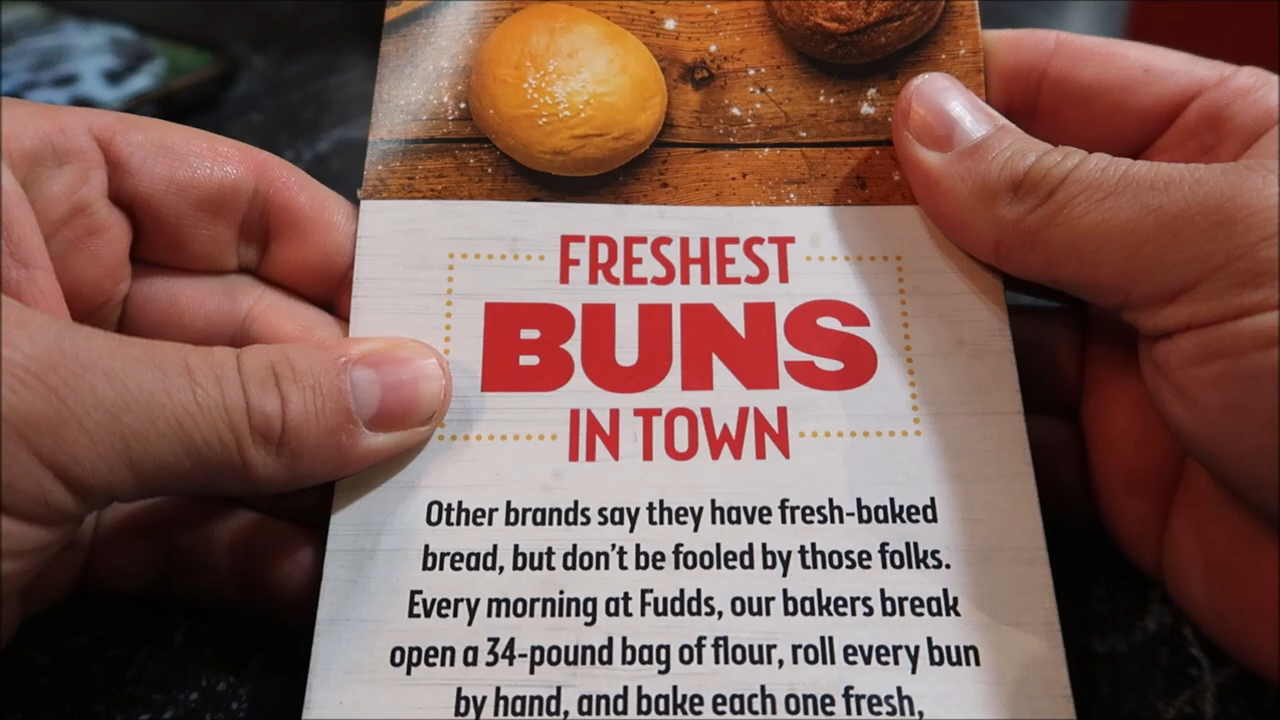 FRESHEST
BUNS
IN TOWN
Other brands say they have fresh-baked
bread, but don't be fooled by those folks.
Every morning at Fudds, our bakers break
open a 34-pound bag of flour, roll every bun
by hand, and bake each one fresh,